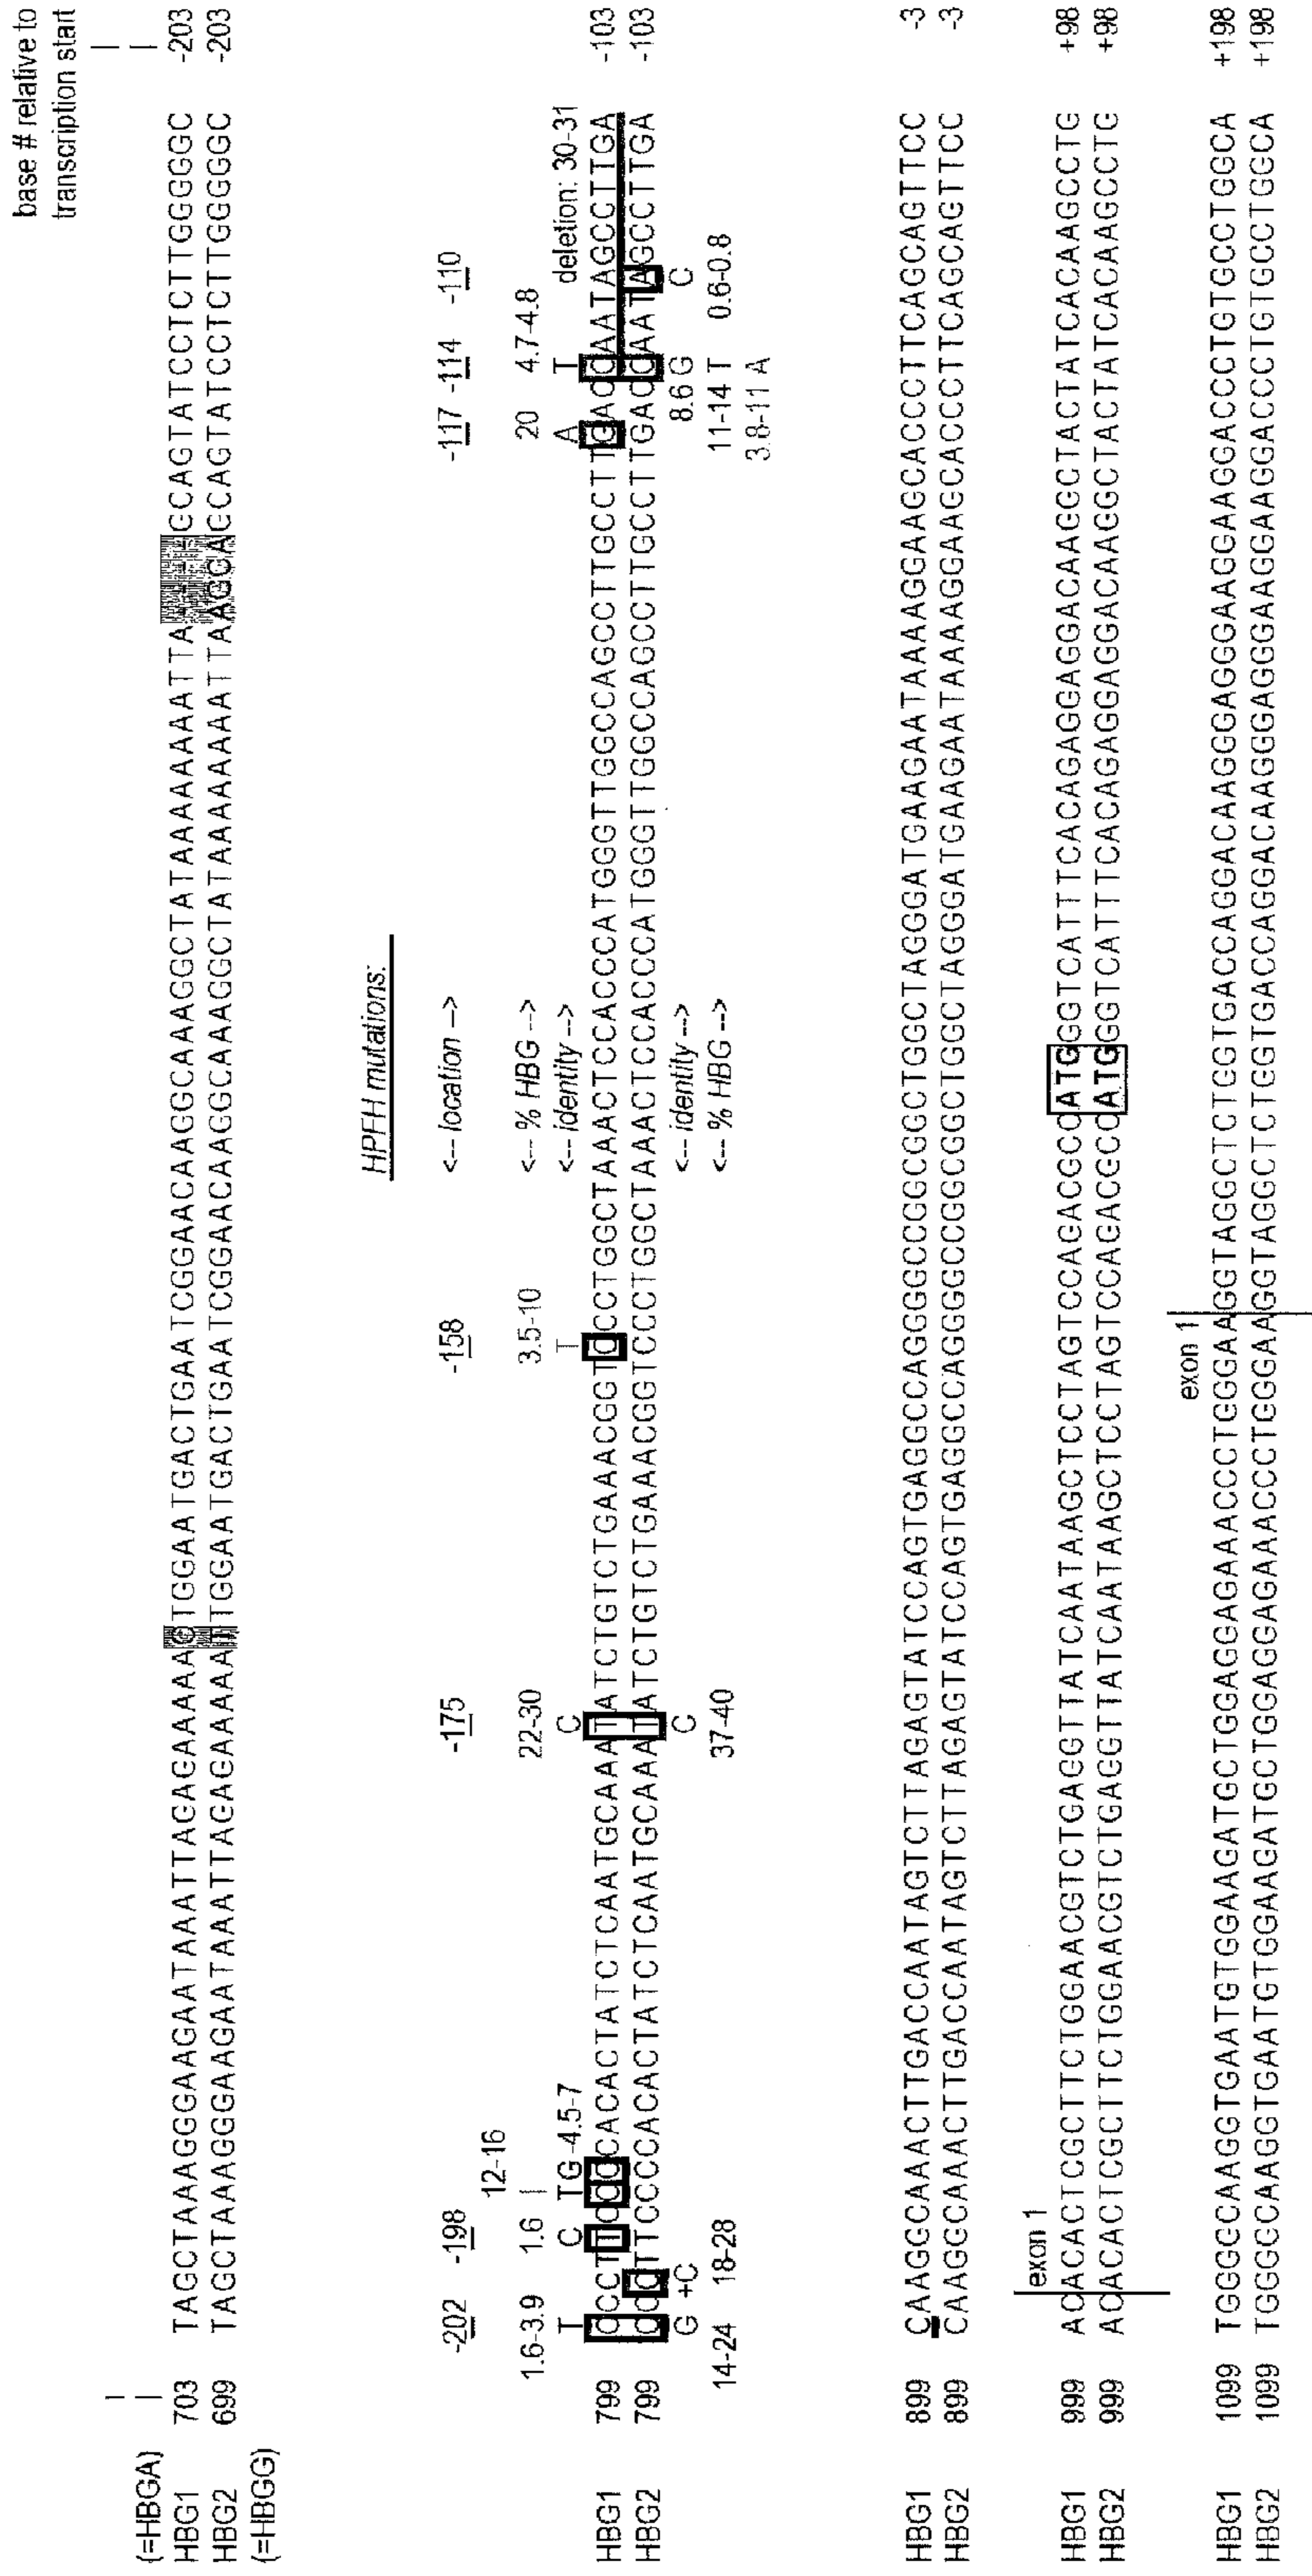 base # relative to
transcription start
(=HBGA)
HBG1 703 TAGCTAAAGGGAAGAATAAATTAGAGAAAAACTGGAATGACTGAATCGGAACAAGGCAAAGGCTATAAAAAAAATTA----GCAGTATCCTCTTGGGGGC -203
HBG2 699 TAGCTAAAGGGAAGAATAAATTAGAGAAAAATTGGAATGACTGAATCGGAACAAGGCAAAGGCTATAAAAAAAATTAAGCAGCAGTATCCTCTTGGGGGC -203
(=HBGG)
HPFH mutations:
-202 -198 -175 -158 <-- location --> -117 -114 -110
12-16
1.6-3.9 1.6 22-30 3.5-10 <-- % HBG --> 20 4.7-4.8
T C TG -4.5-7 C T <-- identity --> A T deletion: 30-31
HBG1 799 CCCTTCCCCACACTATCTCAATGCAAATATCTGTCTGAAACGGTCCCTGGCTAAACTCCACCCATGGGTTGGCCAGCCTTGCCTTGACCAATAGCCTTGA -103
HBG2 799 CCCTTCCCCACACTATCTCAATGCAAATATCTGTCTGAAACGGTCCCTGGCTAAACTCCACCCATGGGTTGGCCAGCCTTGCCTTGACCAATAGCCTTGA -103
G +C C <-- identity --> 8.6 G C
14-24 18-28 37-40 <-- % HBG --> 11-14 T 0.6-0.8
3.8-11 A
HBG1 899 CAAGGCAAACTTGACCAATAGTCTTAGAGTATCCAGTGAGGCCAGGGGCCGGCGGCTGGCTAGGGATGAAGAATAAAAGGAAGCACCCTTCAGCAGTTCC -3
HBG2 899 CAAGGCAAACTTGACCAATAGTCTTAGAGTATCCAGTGAGGCCAGGGGCCGGCGGCTGGCTAGGGATGAAGAATAAAAGGAAGCACCCTTCAGCAGTTCC -3
exon 1
HBG1 999 ACACACTCGCTTCTGGAACGTCTGAGGTTATCAATAAGCTCCTAGTCCAGACGCCATGGGTCATTTCACAGAGGAGGACAAGGCTACTATCACAAGCCTG +98
HBG2 999 ACACACTCGCTTCTGGAACGTCTGAGGTTATCAATAAGCTCCTAGTCCAGACGCCATGGGTCATTTCACAGAGGAGGACAAGGCTACTATCACAAGCCTG +98
exon 1
HBG1 1099 TGGGGCAAGGTGAATGTGGAAGATGCTGGAGGAGAAACCCTGGGAAGGTAGGCTCTGGTGACCAGGACAAGGGAGGGAAGGAAGGACCCTGTGCCTGGCA +198
HBG2 1099 TGGGGCAAGGTGAATGTGGAAGATGCTGGAGGAGAAACCCTGGGAAGGTAGGCTCTGGTGACCAGGACAAGGGAGGGAAGGAAGGACCCTGTGCCTGGCA +198